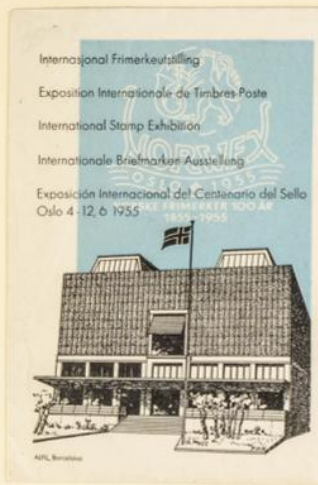 Internasjonal Frimerkeutstilling
Exposition Internationale de Timbres-Poste
International Stamp Exhibition
Internationale Briefmarken Ausstellung
Exposición Internacional del Centenario del Sello
Oslo 4-12, 6 1955
NORWEX
OSLO 1955
NORSKE FRIMERKER 100 ÅR
1855-1955
Barcelona